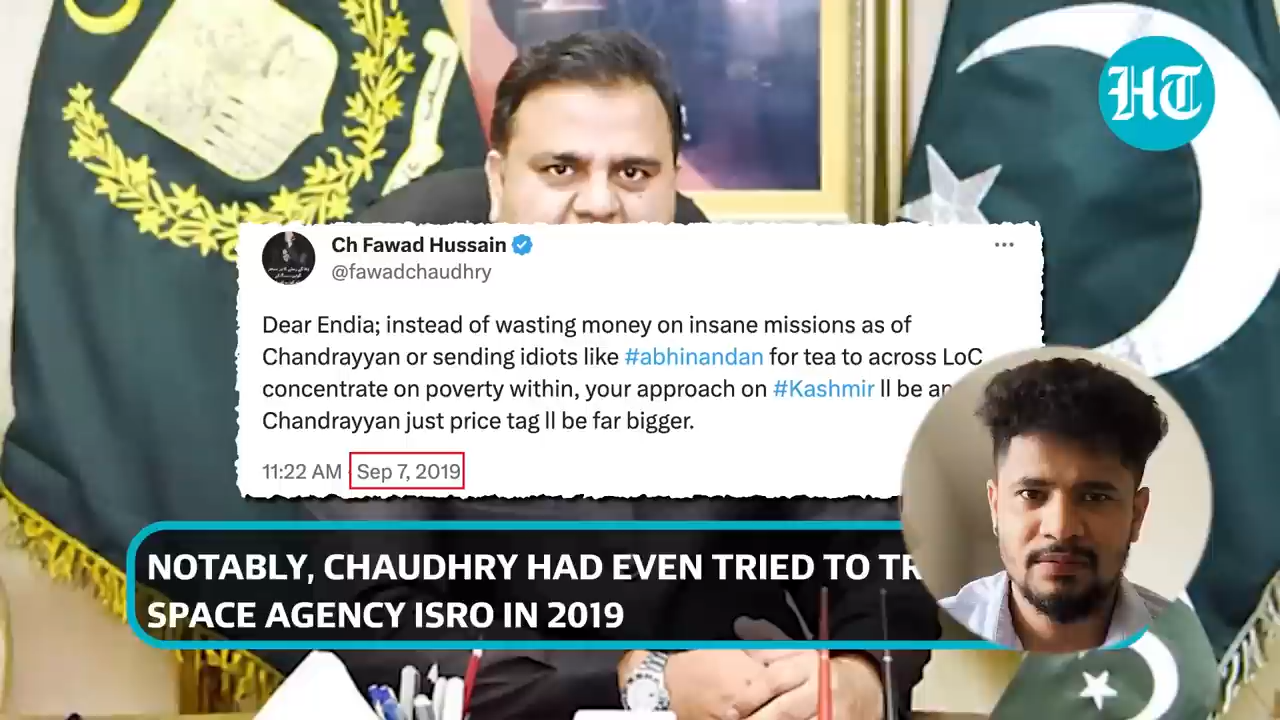 HT
Ch Fawad Hussain
@fawadchaudhry
Dear Endia; instead of wasting money on insane missions as of
Chandrayyan or sending idiots like #abhinandan for tea to across LoC
concentrate on poverty within, your approach on #Kashmir ll be
Chandrayyan just price tag ll be far bigger.
11:22 AM · Sep 7, 2019
NOTABLY, CHAUDHRY HAD EVEN TRIED TO
SPACE AGENCY ISRO IN 2019